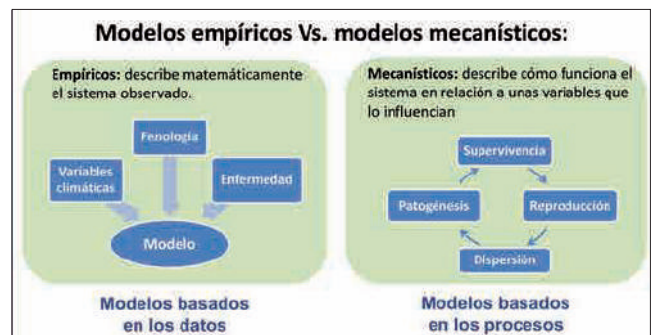 Modelos empíricos Vs. modelos mecanísticos:
Empíricos: describe matemáticamente
el sistema observado.
Fenología
Variables
climáticas
Enfermedad
Modelo
Modelos basados
en los datos
Mecanísticos: describe cómo funciona el
sistema en relación a unas variables que
lo influencian
Supervivencia
Patogénesis
Reproducción
Dispersión
Modelos basados
en los procesos